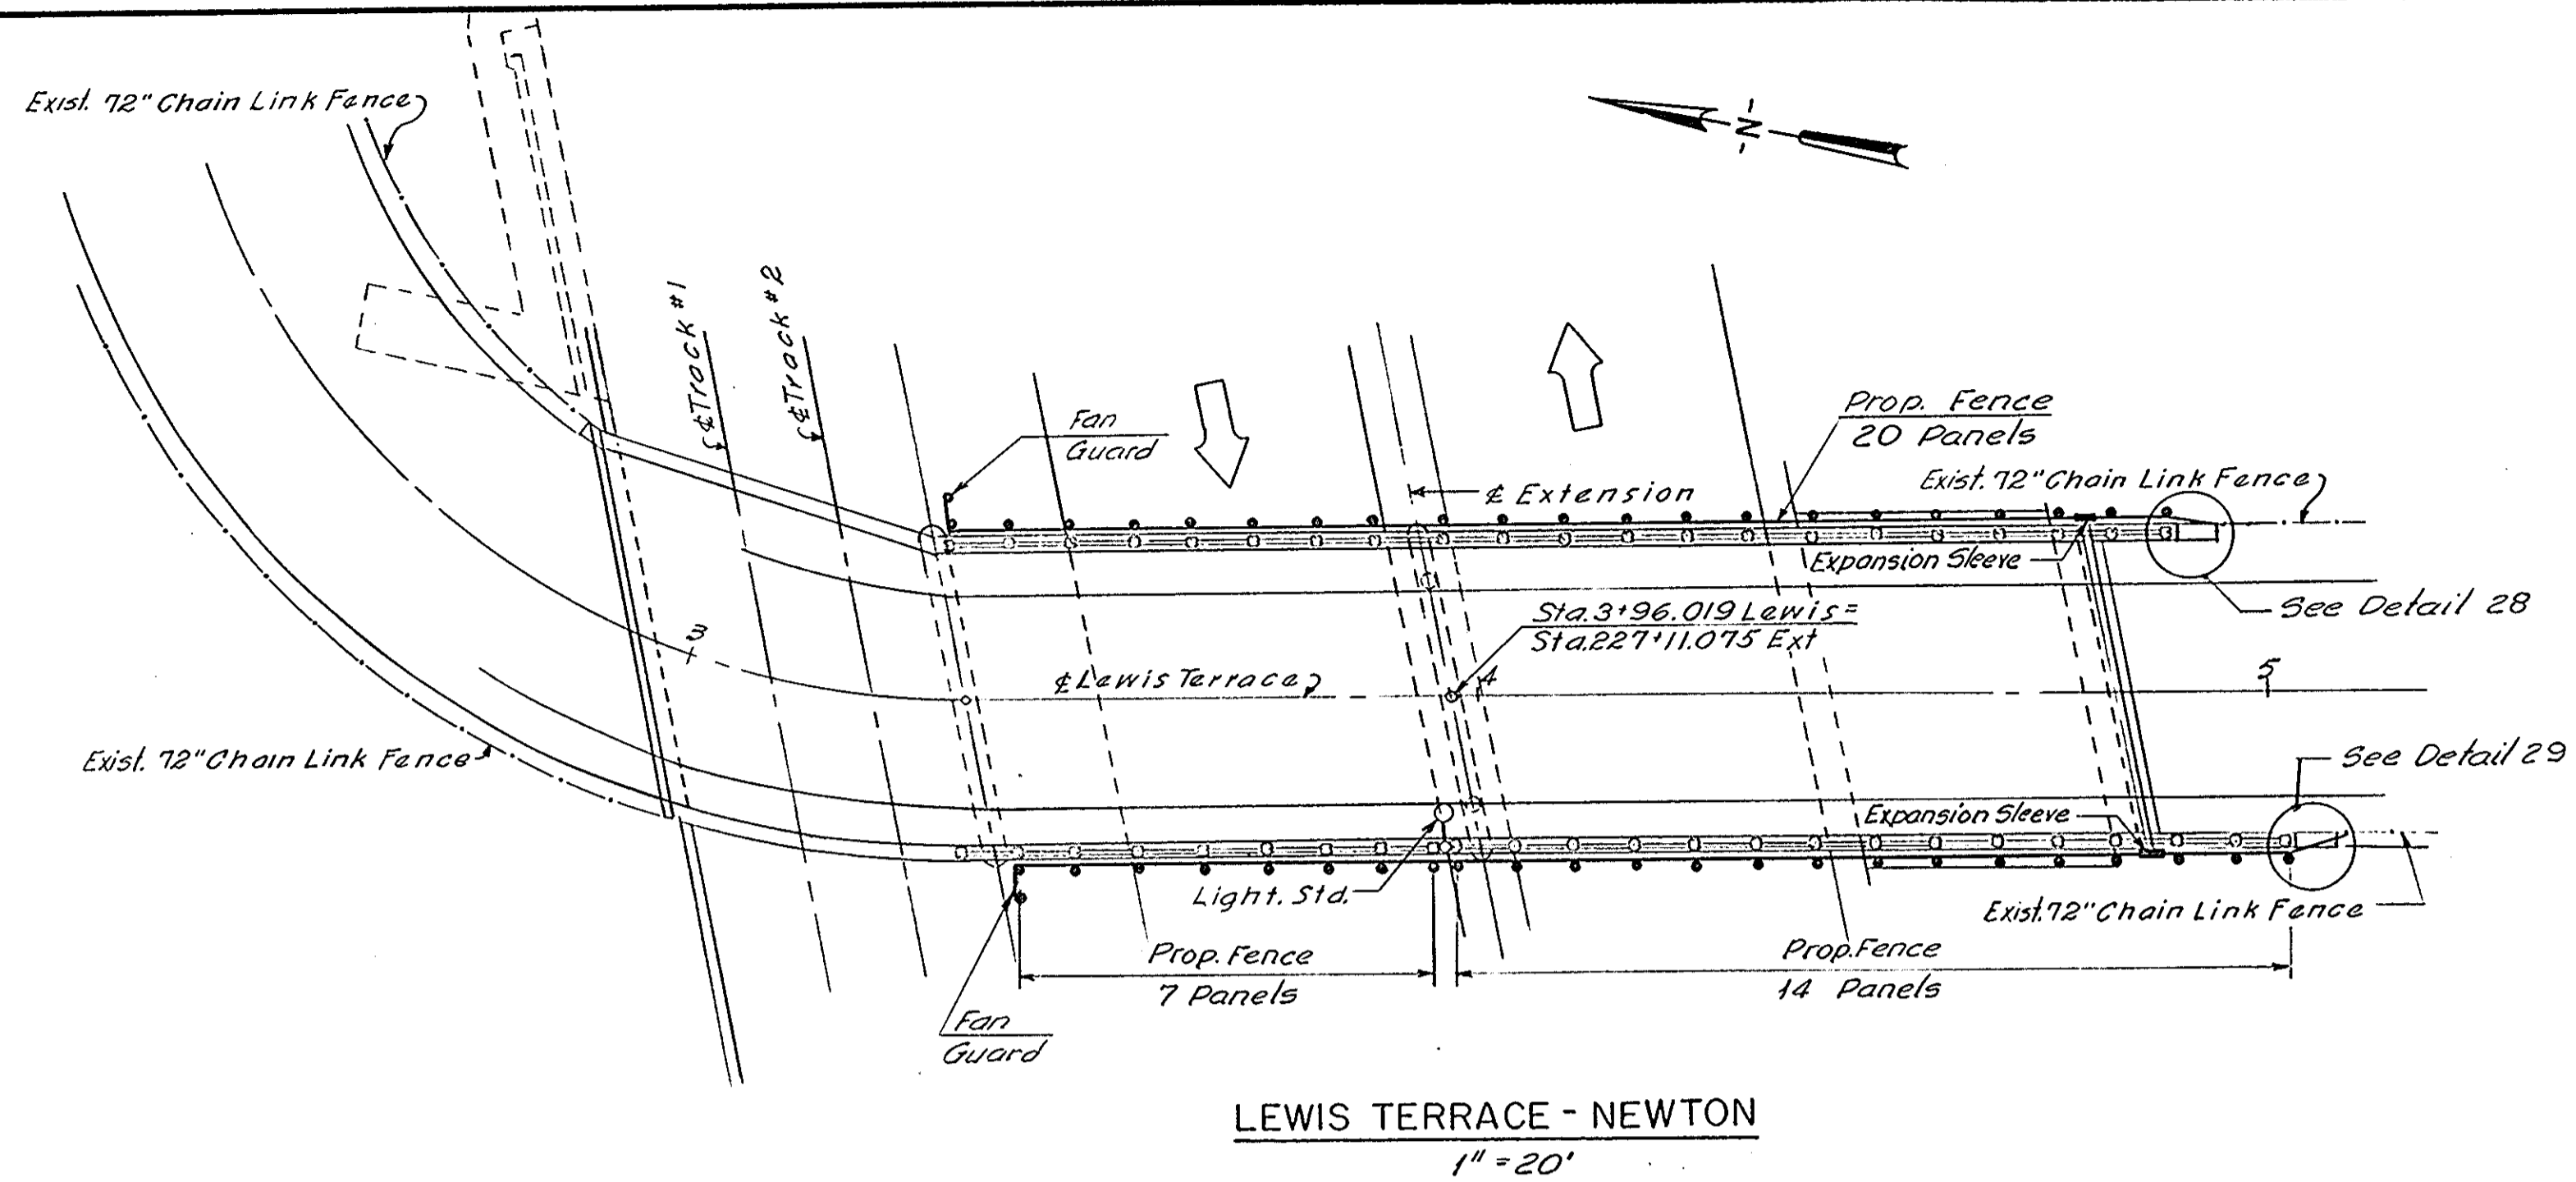 Exist. 72" Chain Link Fence
-N-
℄ Track #1
℄ Track #2
Fan
Guard
Prop. Fence
20 Panels
Exist. 72" Chain Link Fence
℄ Extension
Expansion Sleeve
See Detail 28
Sta. 3+96.019 Lewis =
Sta. 227+11.075 Ext
3
℄ Lewis Terrace
4
5
Exist. 72" Chain Link Fence
See Detail 29
Expansion Sleeve
Light. Std.
Exist. 72" Chain Link Fence
Prop. Fence
7 Panels
Prop. Fence
14 Panels
Fan
Guard
LEWIS TERRACE - NEWTON
1" = 20'